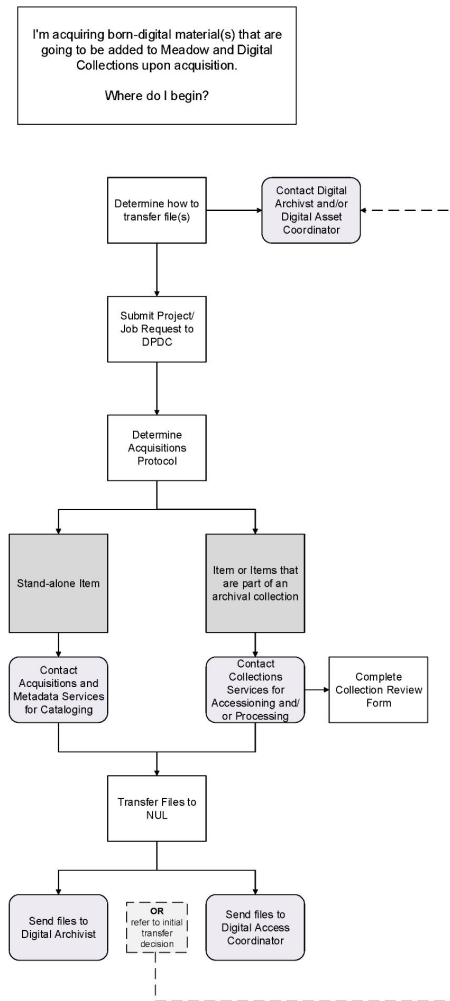 I'm acquiring born-digital material(s) that are
going to be added to Meadow and Digital
Collections upon acquisition.
Where do I begin?
Determine how to
transfer file(s)
Contact Digital
Archivst and/or
Digital Asset
Coordinator
Submit Project/
Job Request to
DPDC
Determine
Acquisitions
Protocol
Stand-alone Item
Item or Items that
are part of an
archival collection
Contact
Acquisitions and
Metadata Services
for Cataloging
Contact
Collections
Services for
Accessioning and/
or Processing
Complete
Collection Review
Form
Transfer Files to
NUL
Send files to
Digital Archivist
OR
refer to initial
transfer
decision
Send files to
Digital Access
Coordinator